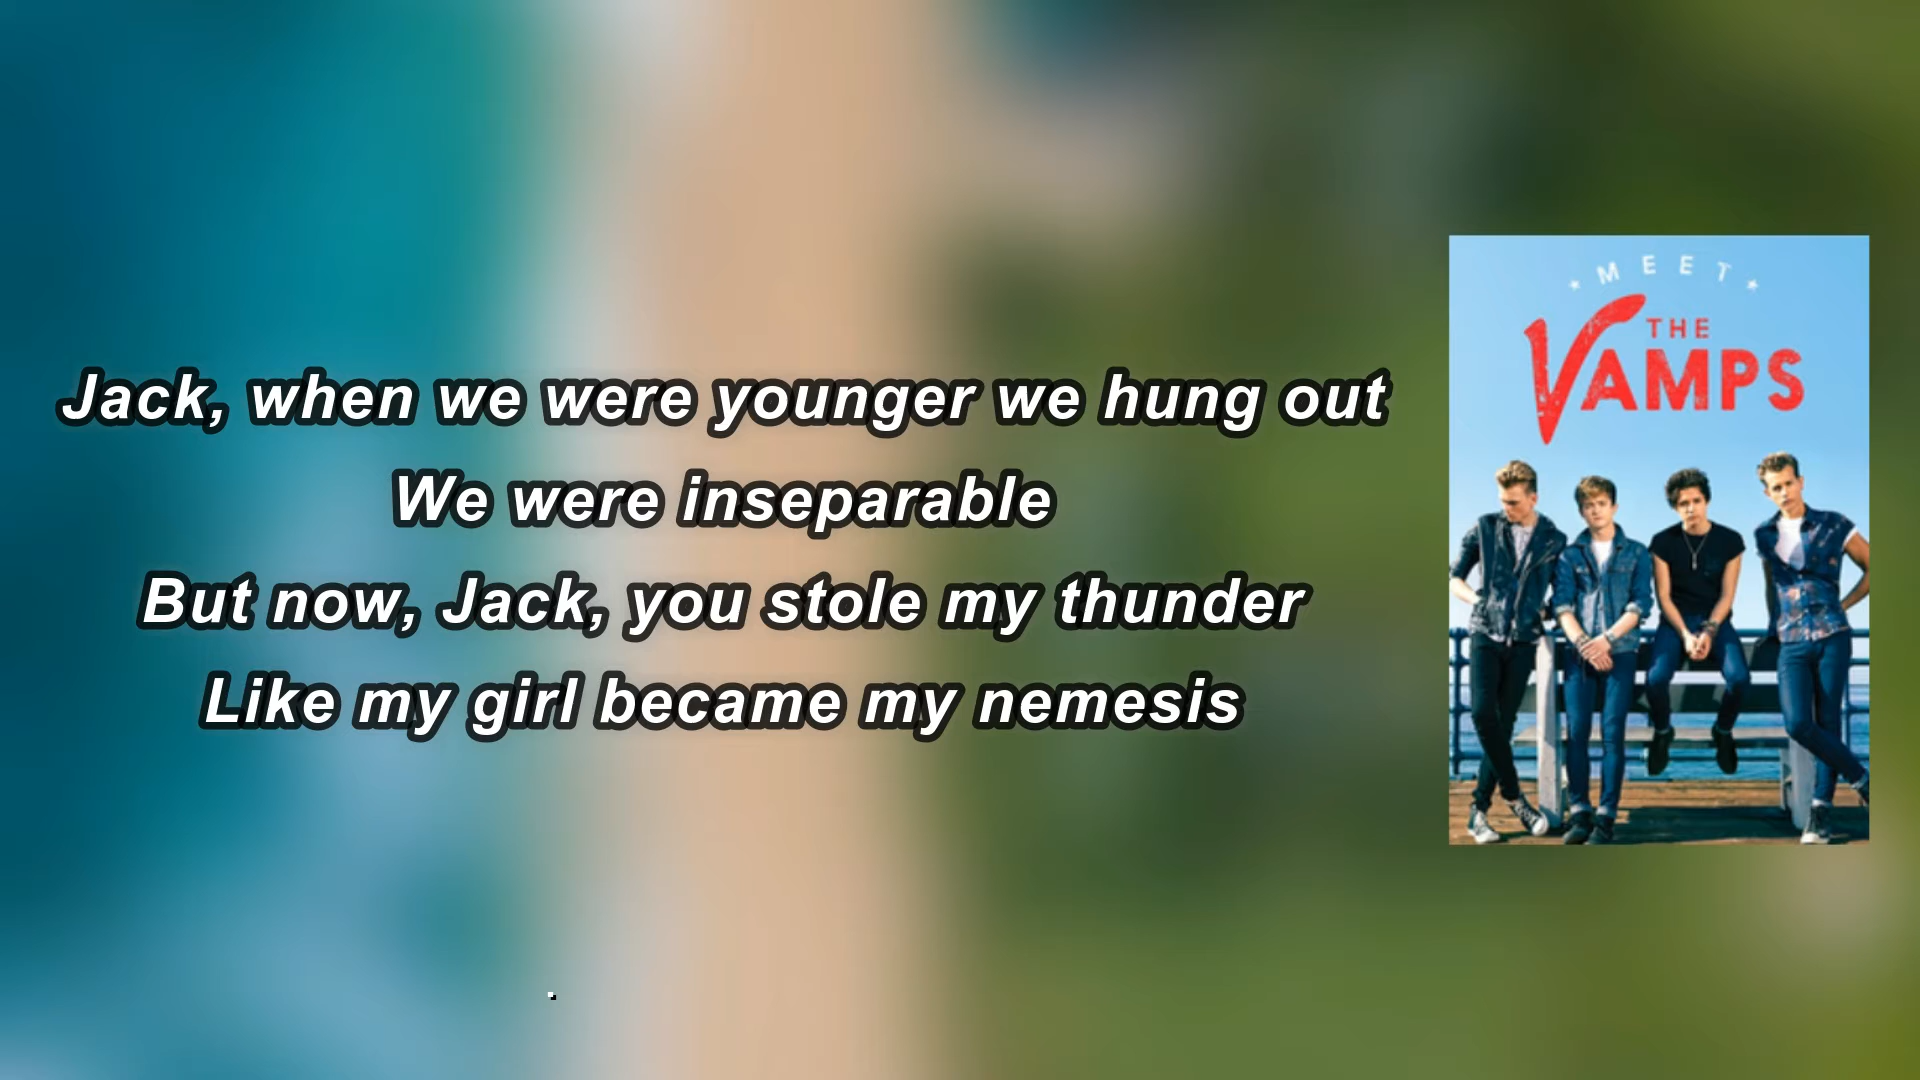 Jack, when we were younger we hung out
We were inseparable
But now, Jack, you stole my thunder
Like my girl became my nemesis
MEET
THE
VAMPS